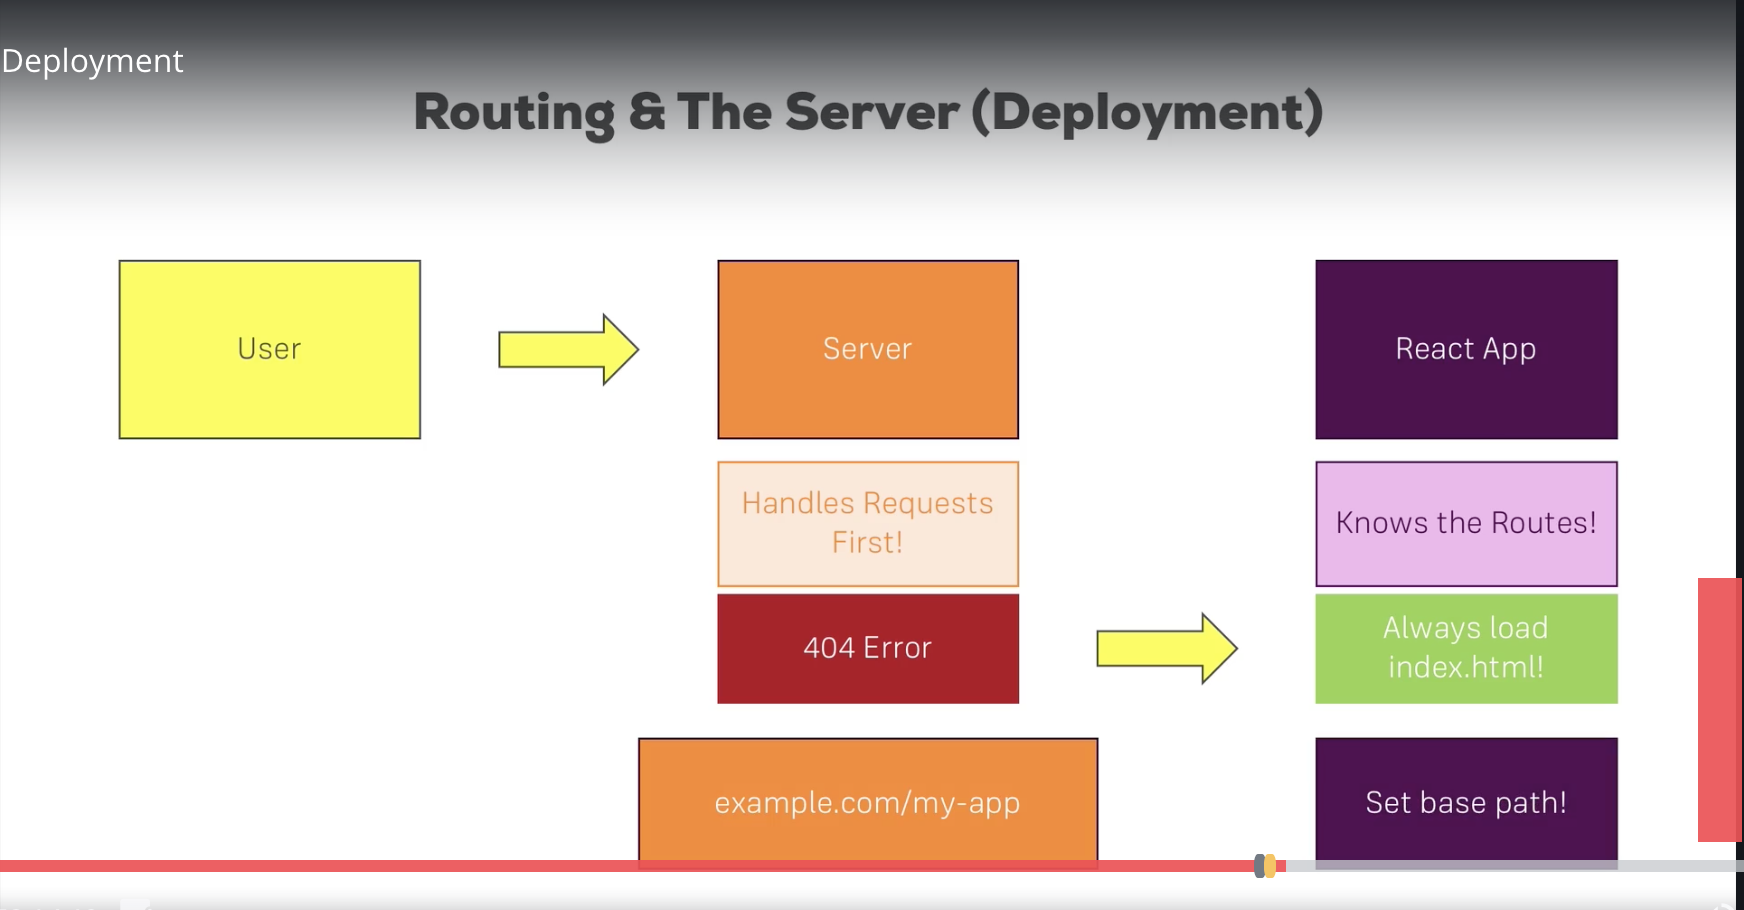 Deployment
Routing & The Server (Deployment)
User
Server
React App
Handles Requests
First!
Knows the Routes!
404 Error
Always load
index.html!
example.com/my-app
Set base path!